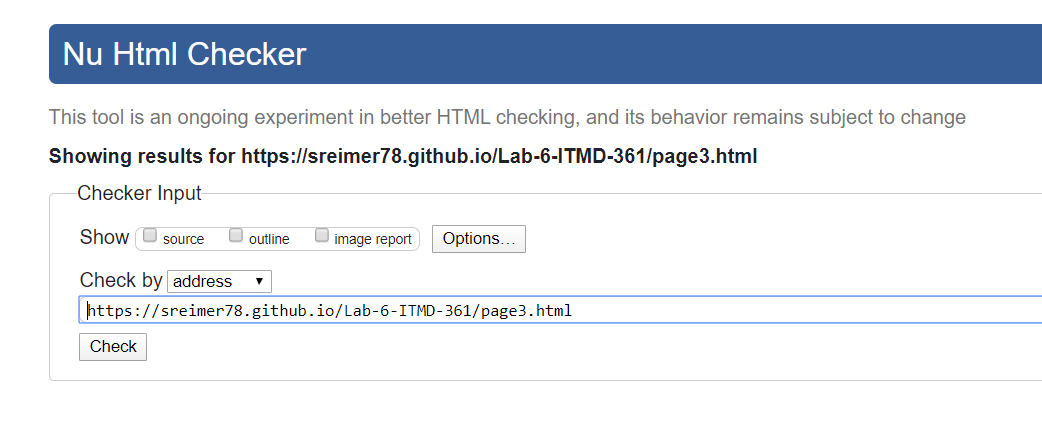 Nu Html Checker
This tool is an ongoing experiment in better HTML checking, and its behavior remains subject to change
Showing results for https://sreimer78.github.io/Lab-6-ITMD-361/page3.html
Checker Input
Show source outline image report Options...
Check by address
https://sreimer78.github.io/Lab-6-ITMD-361/page3.html
Check